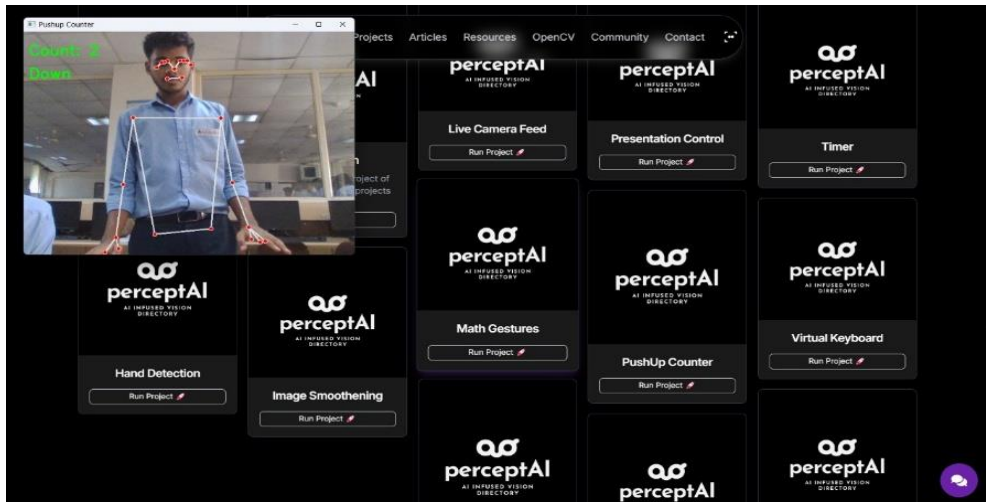 Pushup Counter
Count: 2
Down
Projects
Articles
Resources
OpenCV
Community
Contact
AI
perceptAI
AI INFUSED VISION
DIRECTORY
Live Camera Feed
Run Project 🚀
perceptAI
AI INFUSED VISION
DIRECTORY
Presentation Control
Run Project 🚀
perceptAI
AI INFUSED VISION
DIRECTORY
Timer
Run Project 🚀
n
roject of
projects
perceptAI
AI INFUSED VISION
DIRECTORY
Hand Detection
Run Project 🚀
perceptAI
AI INFUSED VISION
DIRECTORY
Image Smoothening
Run Project 🚀
perceptAI
AI INFUSED VISION
DIRECTORY
Math Gestures
Run Project 🚀
perceptAI
AI INFUSED VISION
DIRECTORY
PushUp Counter
Run Project 🚀
perceptAI
AI INFUSED VISION
DIRECTORY
Virtual Keyboard
Run Project 🚀
perceptAI
AI INFUSED VISION
DIRECTORY
perceptAI
perceptAI
AI INFUSED VISION
DIRECTORY